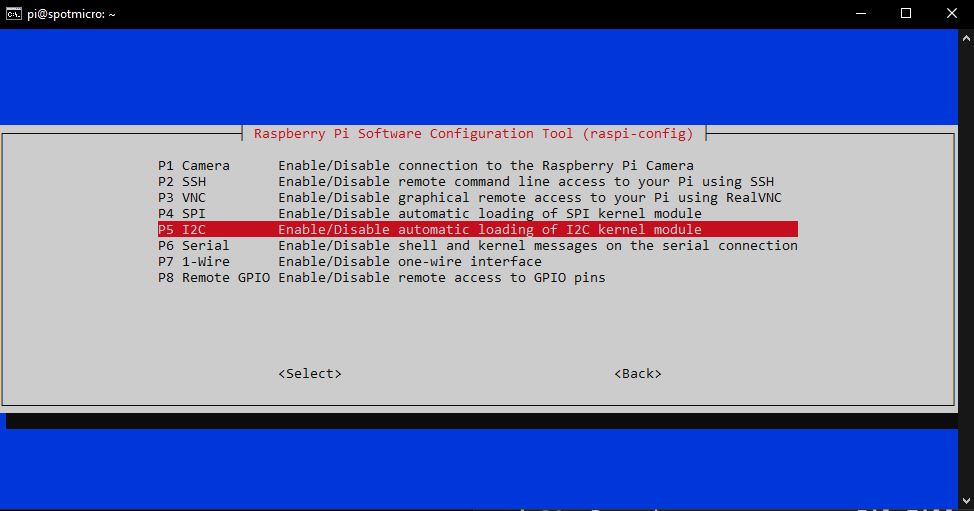 pi@spotmicro: ~
Raspberry Pi Software Configuration Tool (raspi-config)
P1 Camera Enable/Disable connection to the Raspberry Pi Camera
P2 SSH Enable/Disable remote command line access to your Pi using SSH
P3 VNC Enable/Disable graphical remote access to your Pi using RealVNC
P4 SPI Enable/Disable automatic loading of SPI kernel module
P5 I2C Enable/Disable automatic loading of I2C kernel module
P6 Serial Enable/Disable shell and kernel messages on the serial connection
P7 1-Wire Enable/Disable one-wire interface
P8 Remote GPIO Enable/Disable remote access to GPIO pins
<Select> <Back>